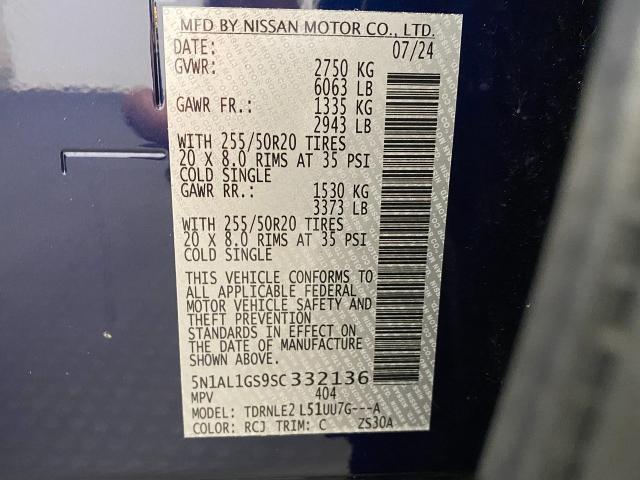 MFD BY NISSAN MOTOR CO., LTD.
DATE: 07/24
GVWR: 2750 KG
6063 LB
GAWR FR.: 1335 KG
2943 LB
WITH 255/50R20 TIRES
20 X 8.0 RIMS AT 35 PSI
COLD SINGLE
GAWR RR.: 1530 KG
3373 LB
WITH 255/50R20 TIRES
20 X 8.0 RIMS AT 35 PSI
COLD SINGLE
THIS VEHICLE CONFORMS TO
ALL APPLICABLE FEDERAL
MOTOR VEHICLE SAFETY AND
THEFT PREVENTION
STANDARDS IN EFFECT ON
THE DATE OF MANUFACTURE
SHOWN ABOVE.
5N1AL1GS9SC332136
MPV 404
MODEL: TDRNLE2 L51UU7G---A
COLOR: RCJ TRIM: C ZS30A